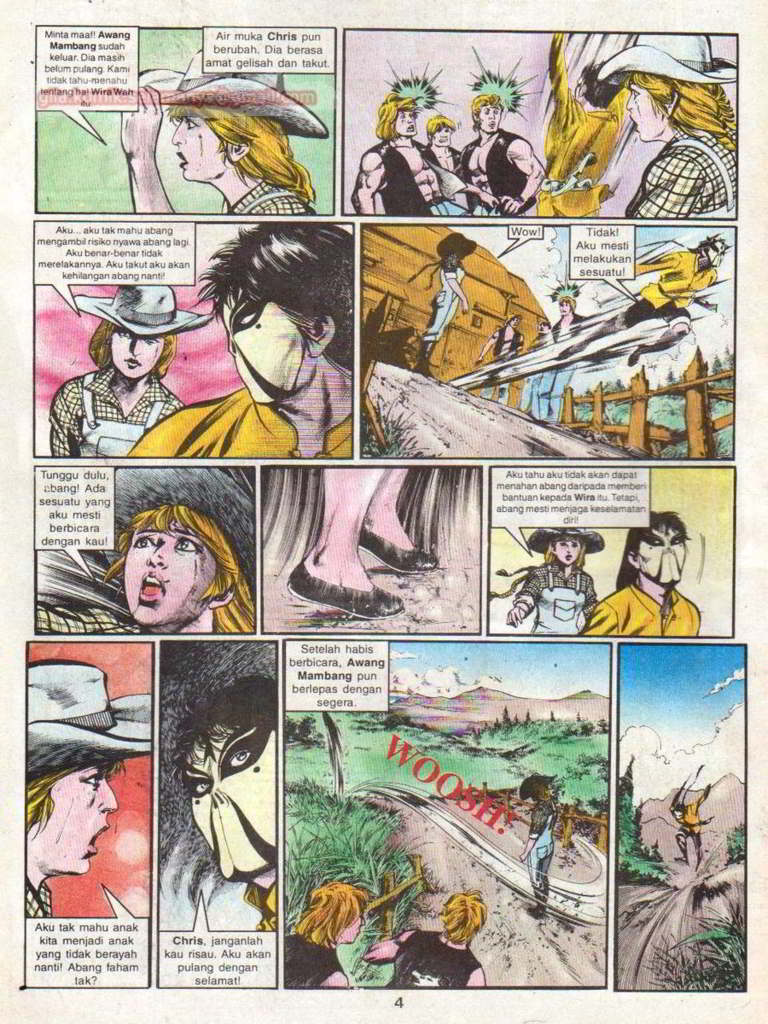 Minta maaf! Awang
Mambang sudah
keluar. Dia masih
belum pulang. Kami
tidak tahu-menahu
tentang hal Wira Wah
itu.
Air muka Chris pun
berubah. Dia berasa
amat gelisah dan takut.
Aku... aku tak mahu abang
mengambil risiko nyawa abang lagi.
Aku benar-benar tidak
merelakannya. Aku takut aku akan
kehilangan abang nanti!
Wow!
Tidak!
Aku mesti
melakukan
sesuatu!
Tunggu dulu,
abang! Ada
sesuatu yang
aku mesti
berbicara
dengan kau!
Aku tahu aku tidak akan dapat
menahan abang daripada memberi
bantuan kepada Wira itu. Tetapi,
abang mesti menjaga keselamatan
diri!
Aku tak mahu anak
kita menjadi anak
yang tidak berayah
nanti! Abang faham
tak?
Chris, janganlah
kau risau. Aku akan
pulang dengan
selamat!
Setelah habis
berbicara, Awang
Mambang pun
berlepas dengan
segera.
WOOSH!
4